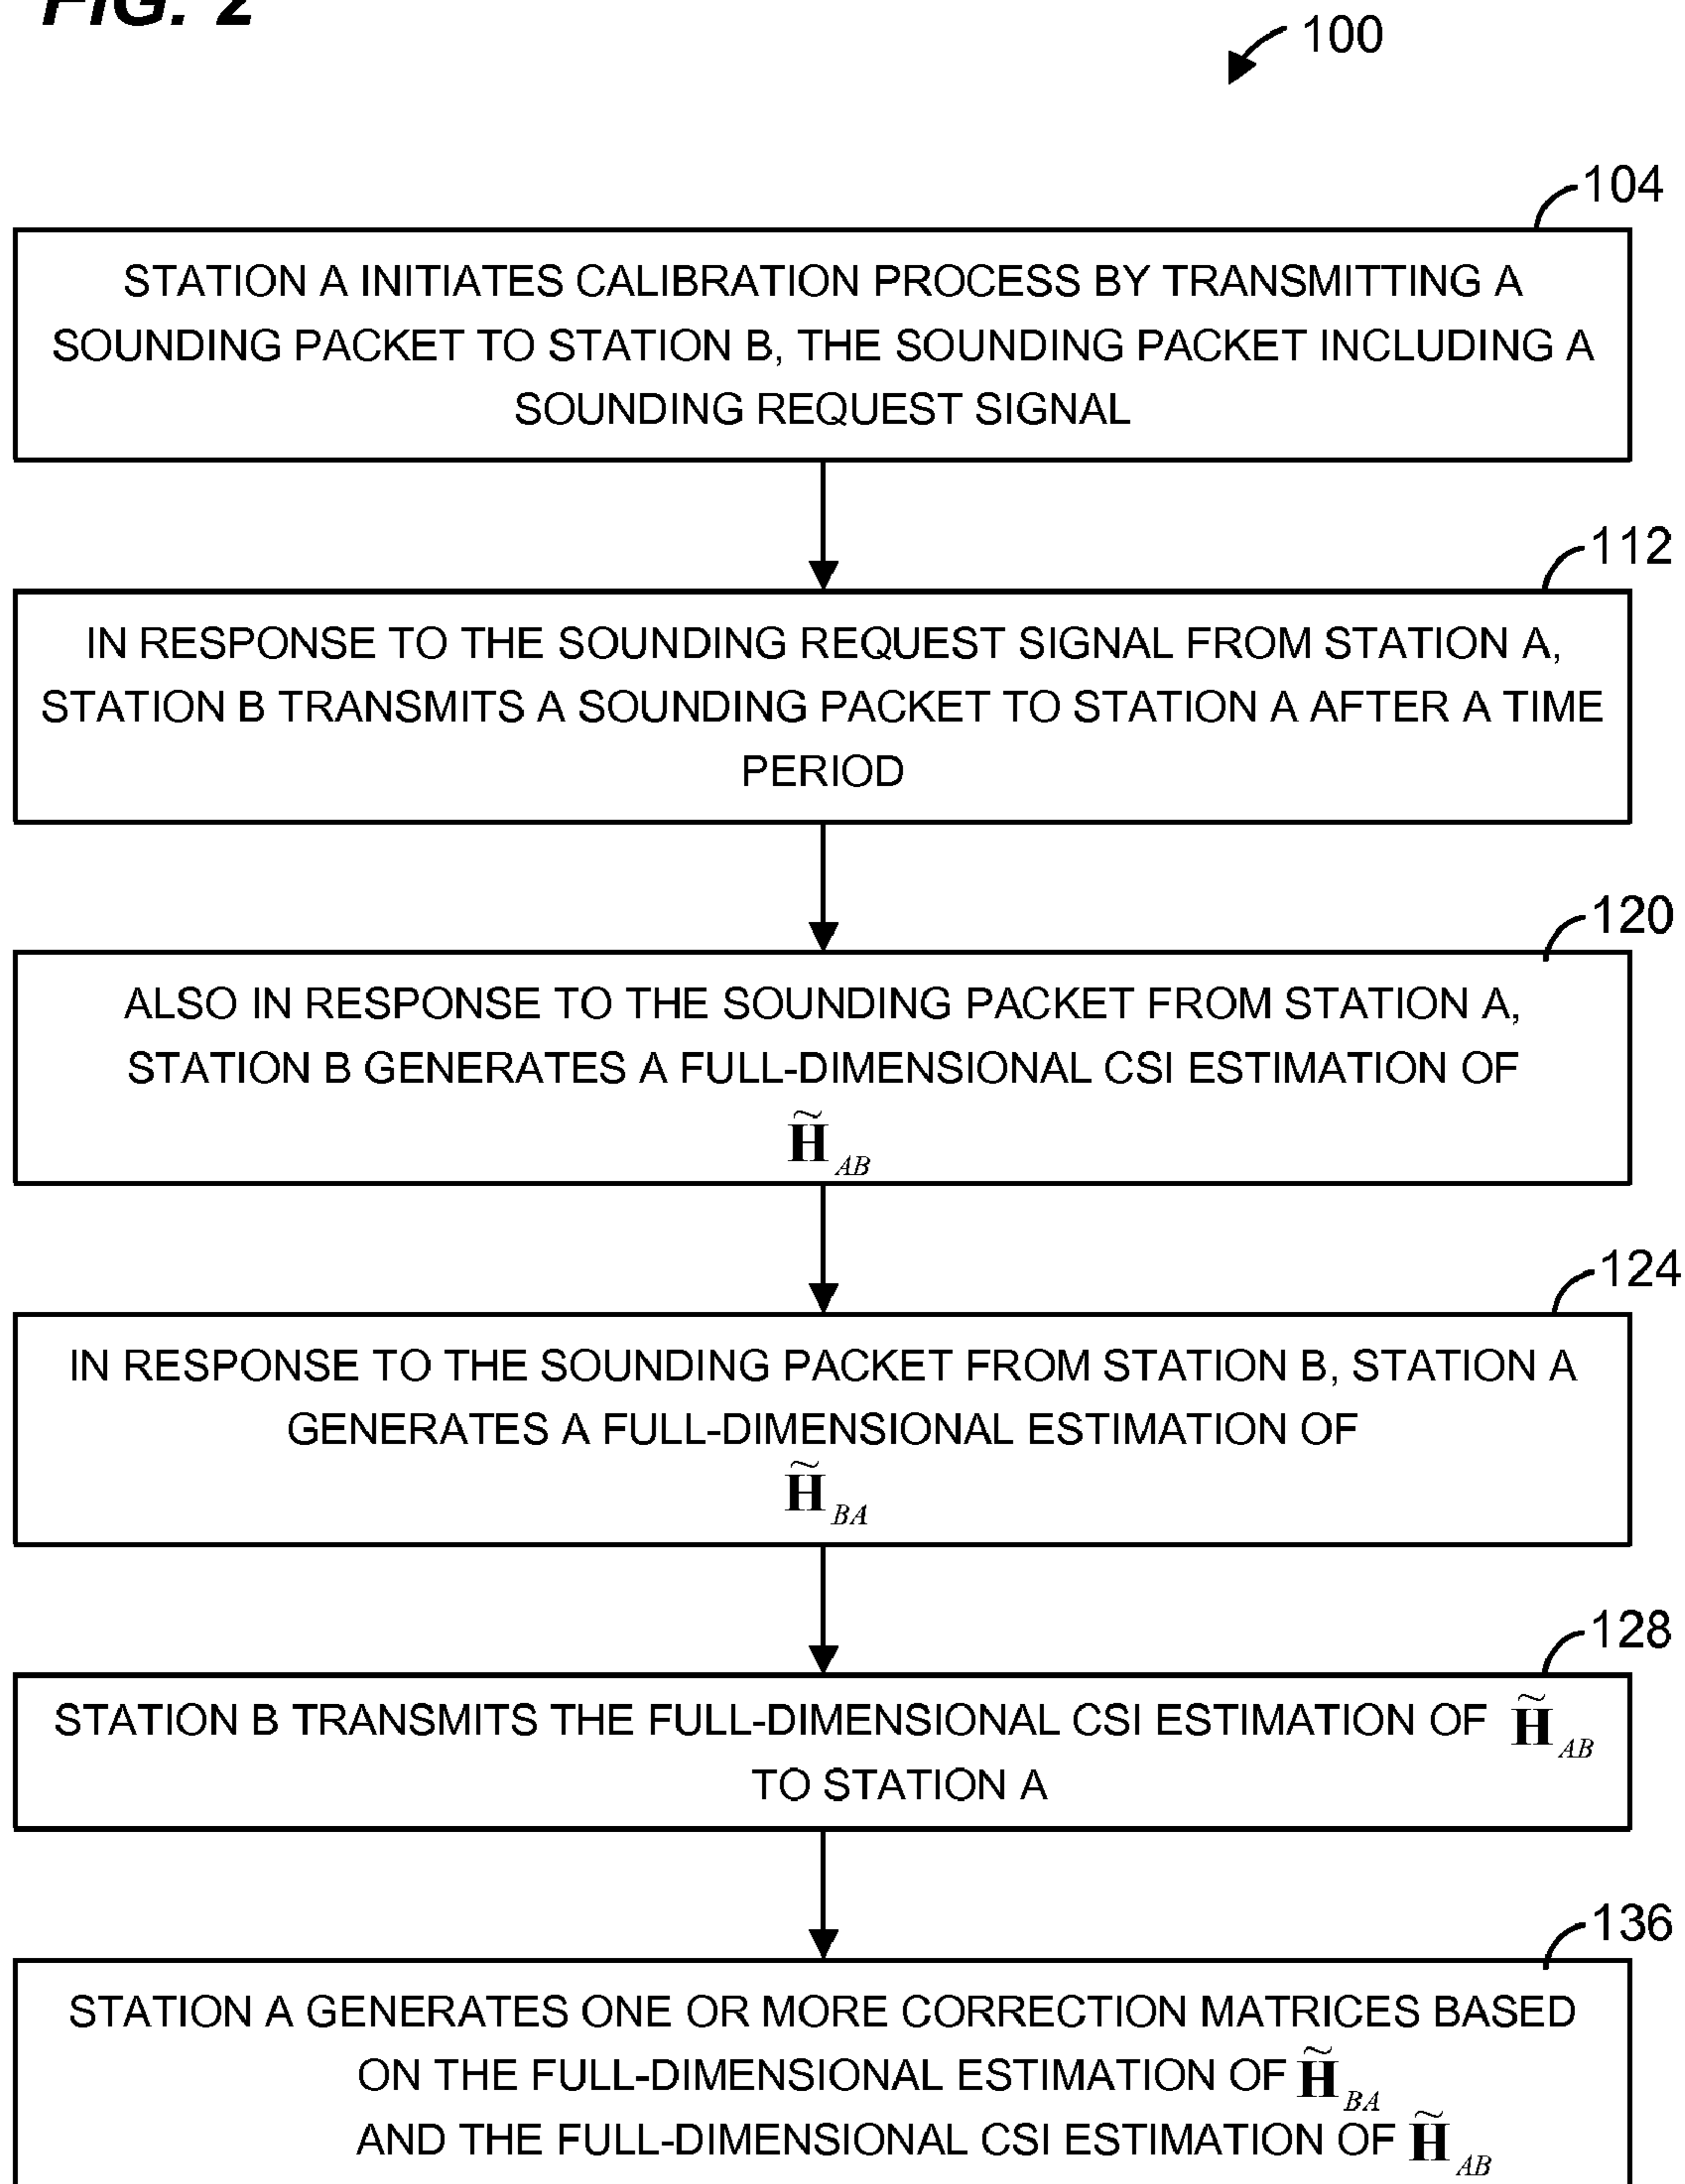 FIG. 2
100
104
STATION A INITIATES CALIBRATION PROCESS BY TRANSMITTING A
SOUNDING PACKET TO STATION B, THE SOUNDING PACKET INCLUDING A
SOUNDING REQUEST SIGNAL
112
IN RESPONSE TO THE SOUNDING REQUEST SIGNAL FROM STATION A,
STATION B TRANSMITS A SOUNDING PACKET TO STATION A AFTER A TIME
PERIOD
120
ALSO IN RESPONSE TO THE SOUNDING PACKET FROM STATION A,
STATION B GENERATES A FULL-DIMENSIONAL CSI ESTIMATION OF
H̃ AB
124
IN RESPONSE TO THE SOUNDING PACKET FROM STATION B, STATION A
GENERATES A FULL-DIMENSIONAL ESTIMATION OF
H̃ BA
128
STATION B TRANSMITS THE FULL-DIMENSIONAL CSI ESTIMATION OF H̃ AB
TO STATION A
136
STATION A GENERATES ONE OR MORE CORRECTION MATRICES BASED
ON THE FULL-DIMENSIONAL ESTIMATION OF H̃ BA
AND THE FULL-DIMENSIONAL CSI ESTIMATION OF H̃ AB